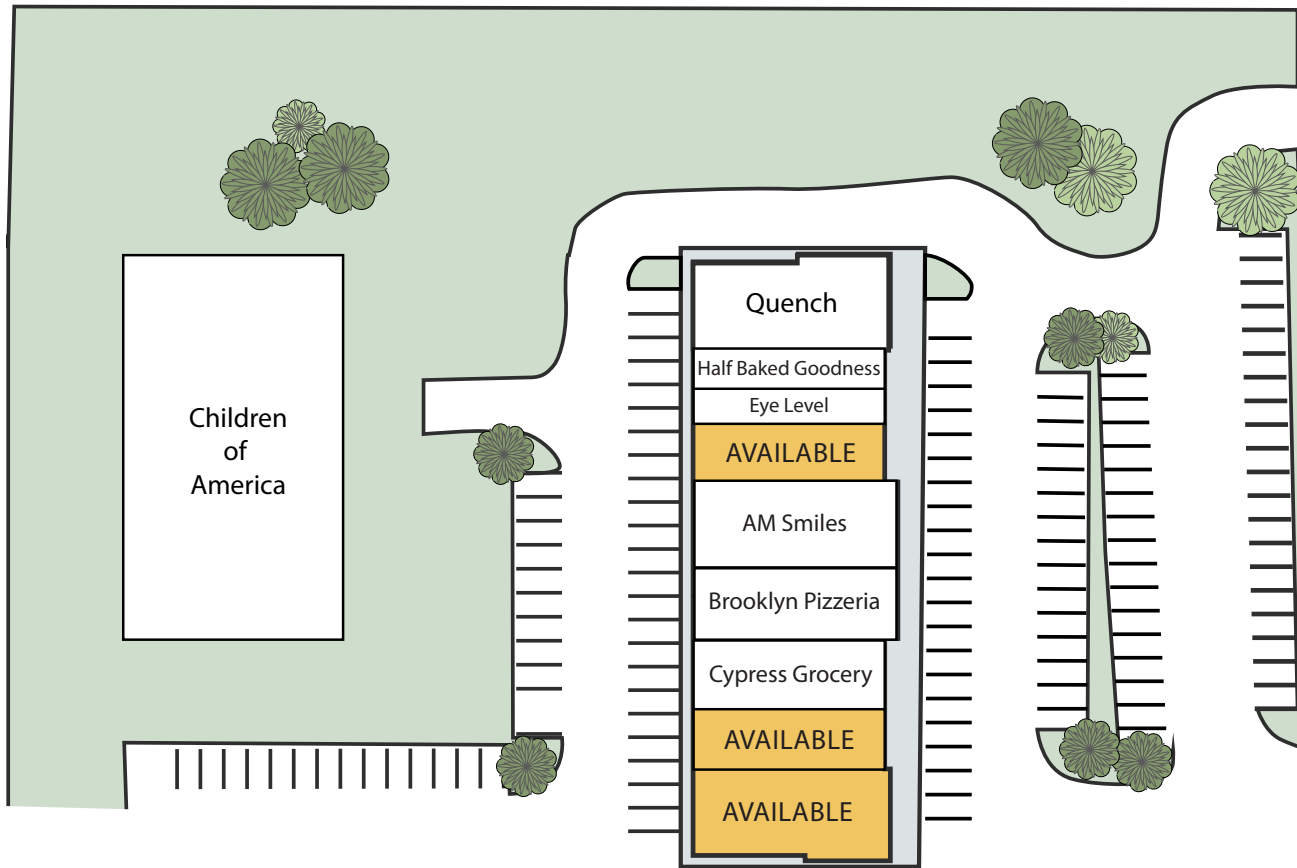 Quench
Half Baked Goodness
Eye Level
AVAILABLE
Children
of
America
AM Smiles
Brooklyn Pizzeria
Cypress Grocery
AVAILABLE
AVAILABLE